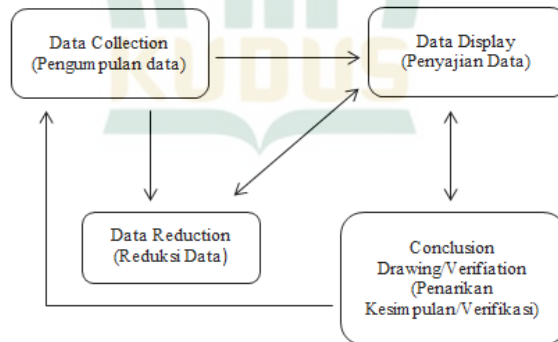 Data Collection
(Pengumpulan data)
Data Display
(Penyajian Data)
KUDUS
Data Reduction
(Reduksi Data)
Conclusion
Drawing/Verifiation
(Penarikan
Kesimpulan/Verifikasi)